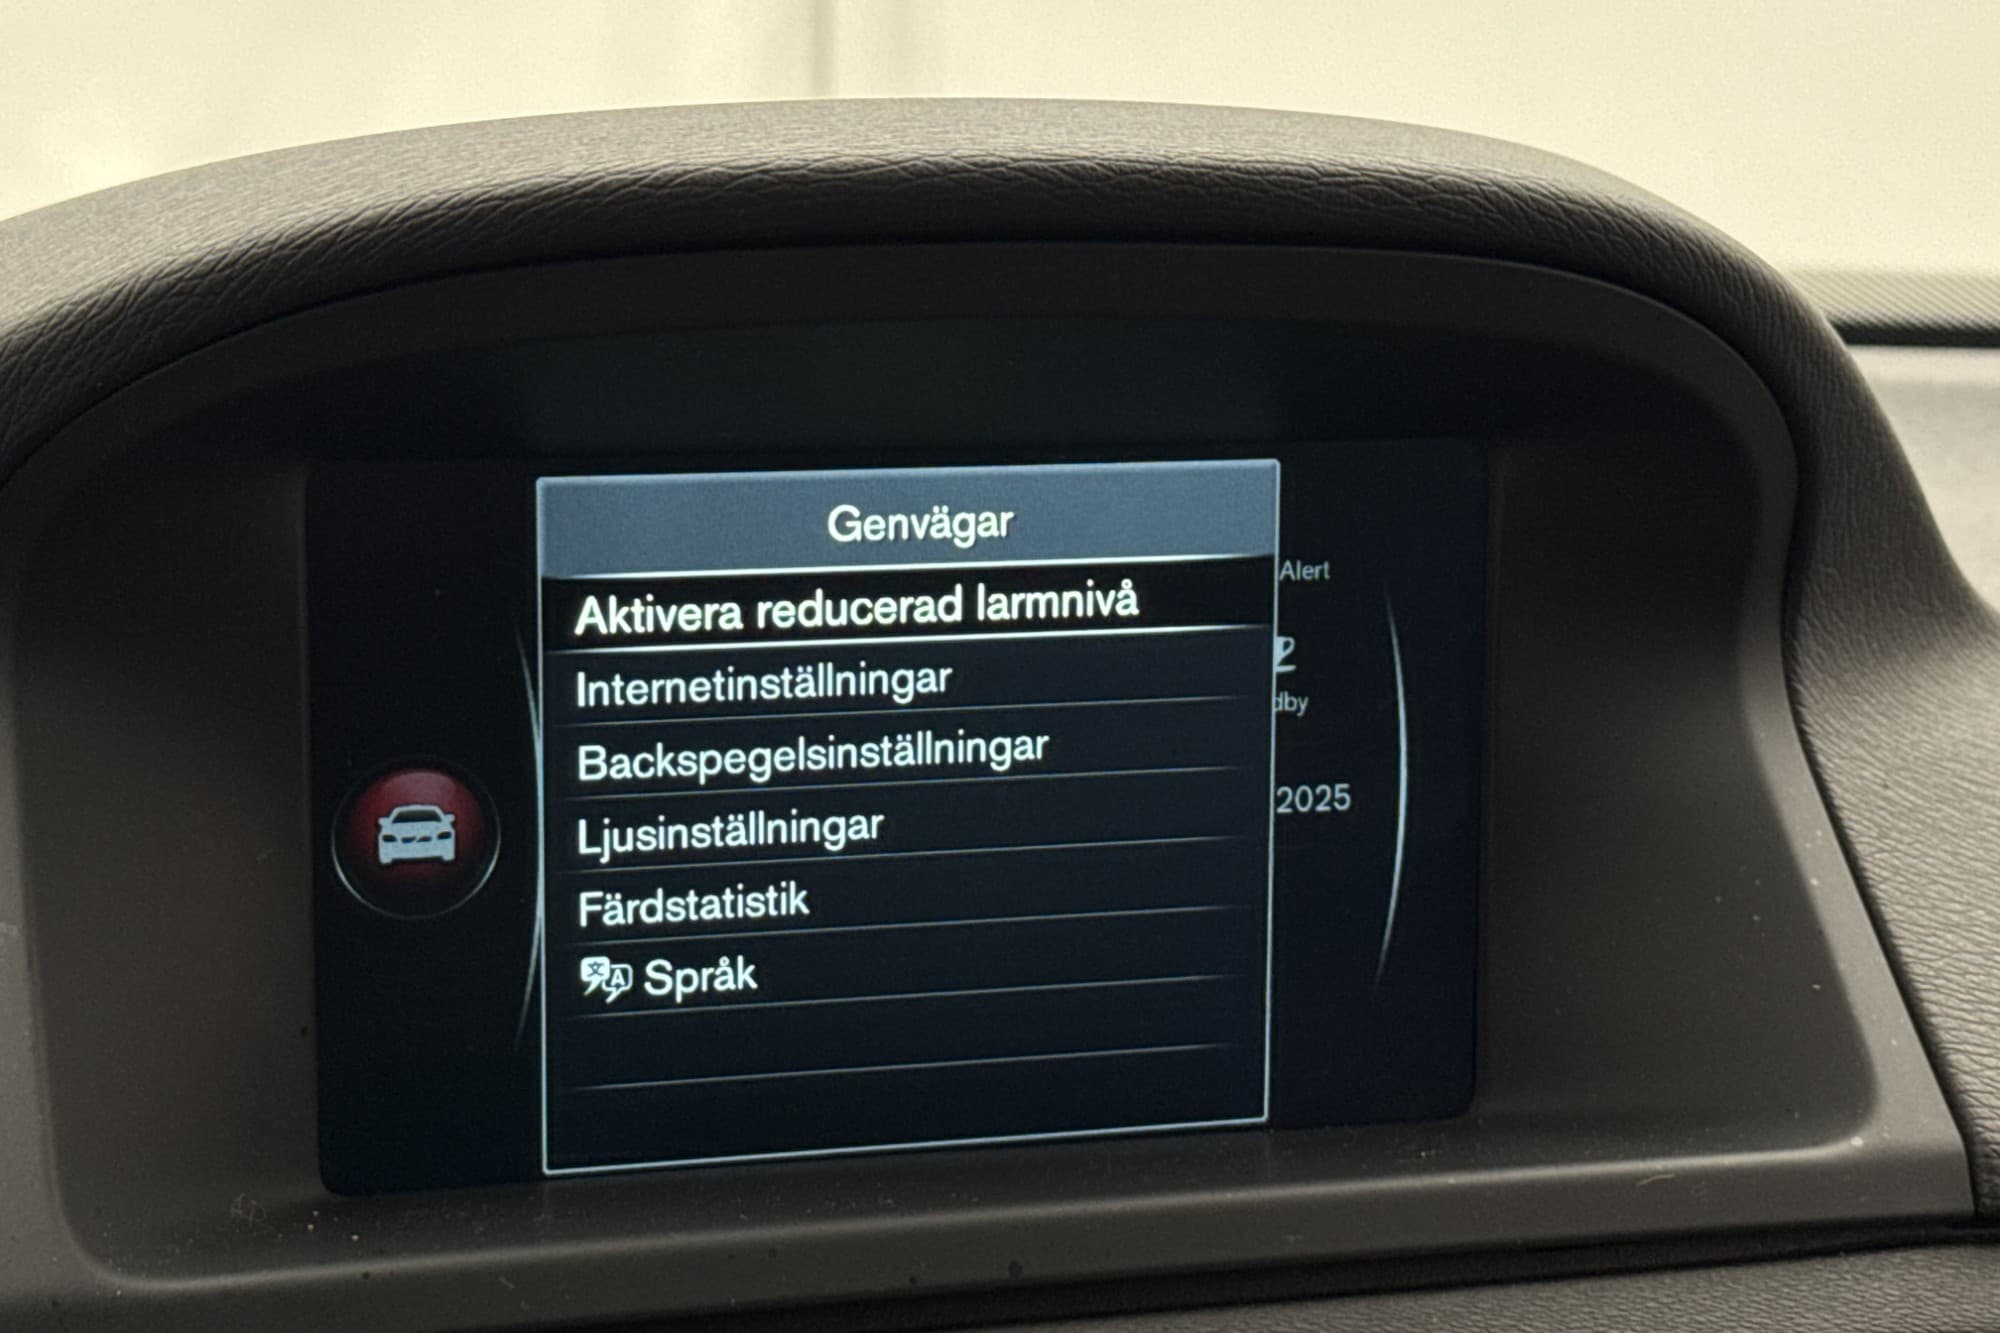 Genvägar
Aktivera reducerad larmnivå
Alert
Internetinställningar
Backspegelsinställningar
Ljusinställningar
2025
Färdstatistik
Språk